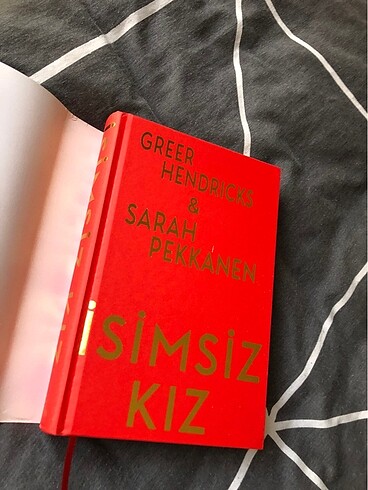 GREER
HENDRICKS
&
SARAH
PEKKANEN
İSİMSİZ
KIZ